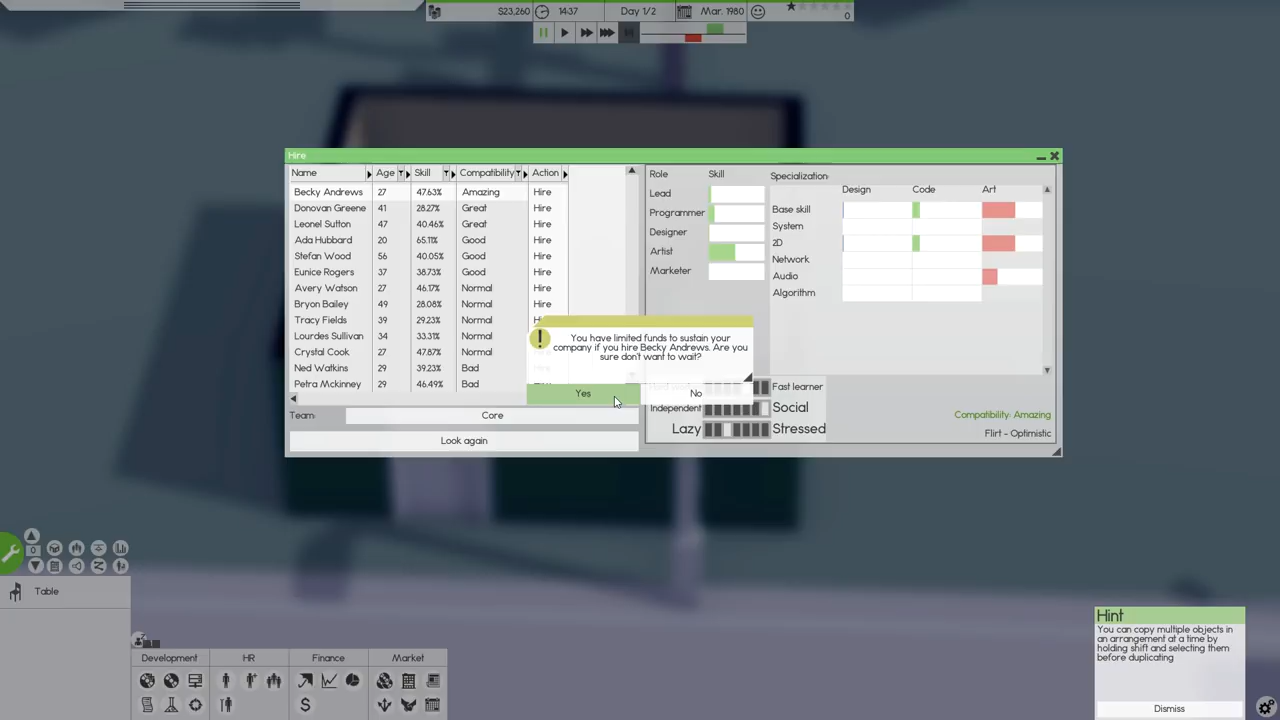 $23,260 14:37 Day 1/2 Mar. 1980 0
Hire
Name Age Skill Compatibility Action
Becky Andrews 27 47.63% Amazing Hire
Donovan Greene 41 28.27% Great Hire
Leonel Sutton 47 40.46% Great Hire
Ada Hubbard 20 65.11% Good Hire
Stefan Wood 56 40.05% Good Hire
Eunice Rogers 37 38.73% Good Hire
Avery Watson 27 46.17% Normal Hire
Bryon Bailey 49 28.08% Normal Hire
Tracy Fields 39 29.23% Normal
Lourdes Sullivan 34 33.31% Normal
Crystal Cook 27 47.87% Normal
Ned Watkins 29 39.23% Bad
Petra Mckinney 29 46.49% Bad
Team: Core
Look again
Role Skill
Lead
Programmer
Designer
Artist
Marketer
Specialization:
Design Code Art
Base skill
System
2D
Network
Audio
Algorithm
!
You have limited funds to sustain your
company if you hire Becky Andrews. Are you
sure don't want to wait?
Yes No
Fast learner
Independent Social
Lazy Stressed
Compatibility: Amazing
Flirt - Optimistic
0
Table
Development HR Finance Market
$
Hint
You can copy multiple objects in
an arrangement at a time by
holding shift and selecting them
before duplicating
Dismiss